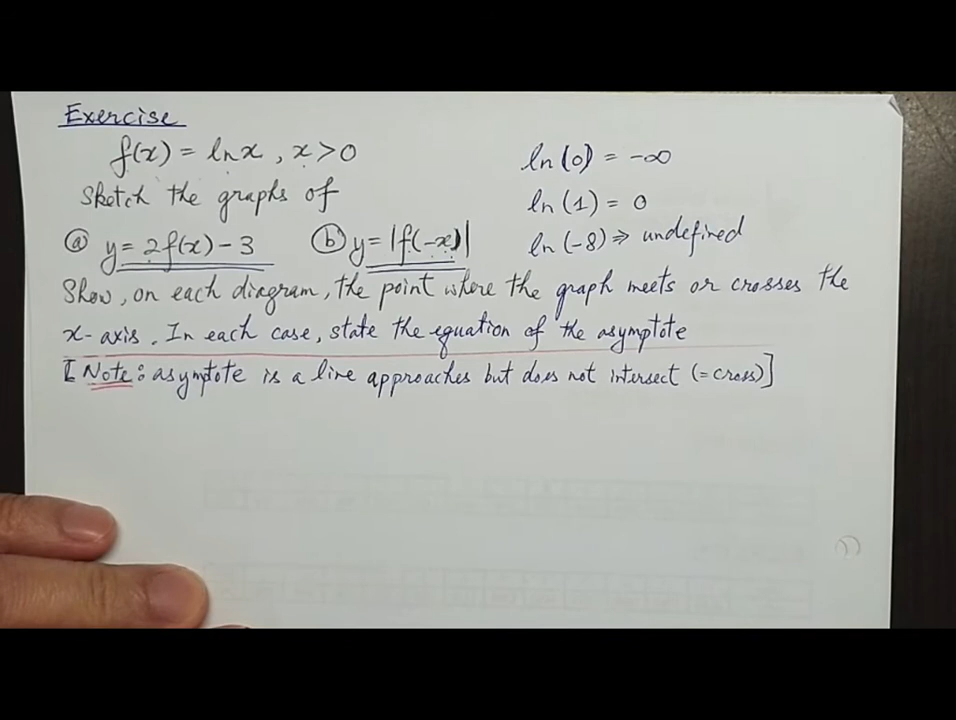 Exercise
f(x) = ln x , x > 0
ln(0) = -∞
Sketch the graphs of
ln(1) = 0
ⓐ y = 2f(x) - 3 ⓑ y = |f(-x)|
ln(-8) ⇒ undefined
Show, on each diagram, the point where the graph meets or crosses the
x-axis. In each case, state the equation of the asymptote
[Note: asymptote is a line approaches but does not intersect (= cross)]